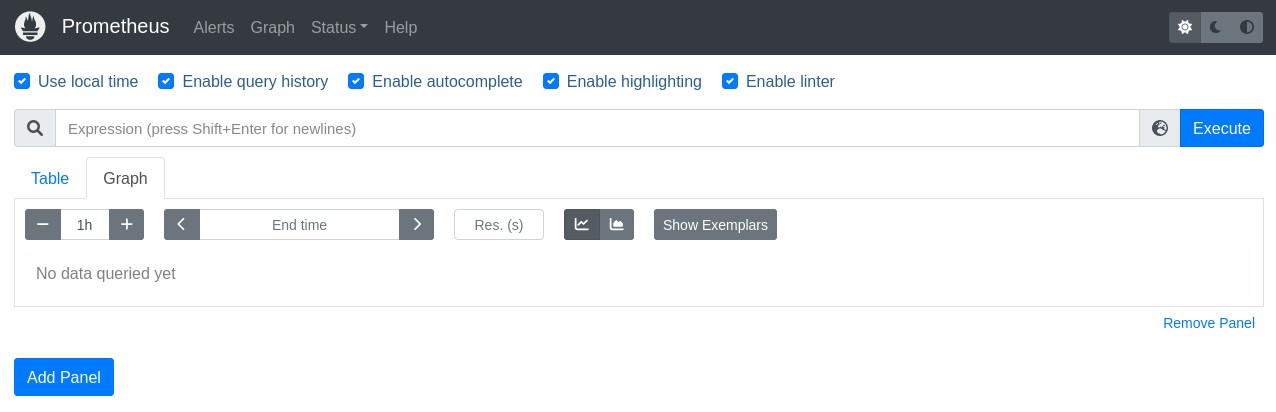 Prometheus Alerts Graph Status Help
Use local time Enable query history Enable autocomplete Enable highlighting Enable linter
Expression (press Shift+Enter for newlines) Execute
Table Graph
1h End time Res. (s) Show Exemplars
No data queried yet
Remove Panel
Add Panel